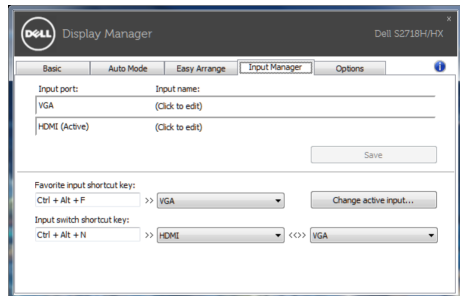 DELL Display Manager Dell S2718H/HX x
Basic Auto Mode Easy Arrange Input Manager Options i
Input port: Input name:
VGA (Click to edit)
HDMI (Active) (Click to edit)
Save
Favorite input shortcut key:
Ctrl + Alt + F >> VGA Change active input...
Input switch shortcut key:
Ctrl + Alt + N >> HDMI <<>> VGA